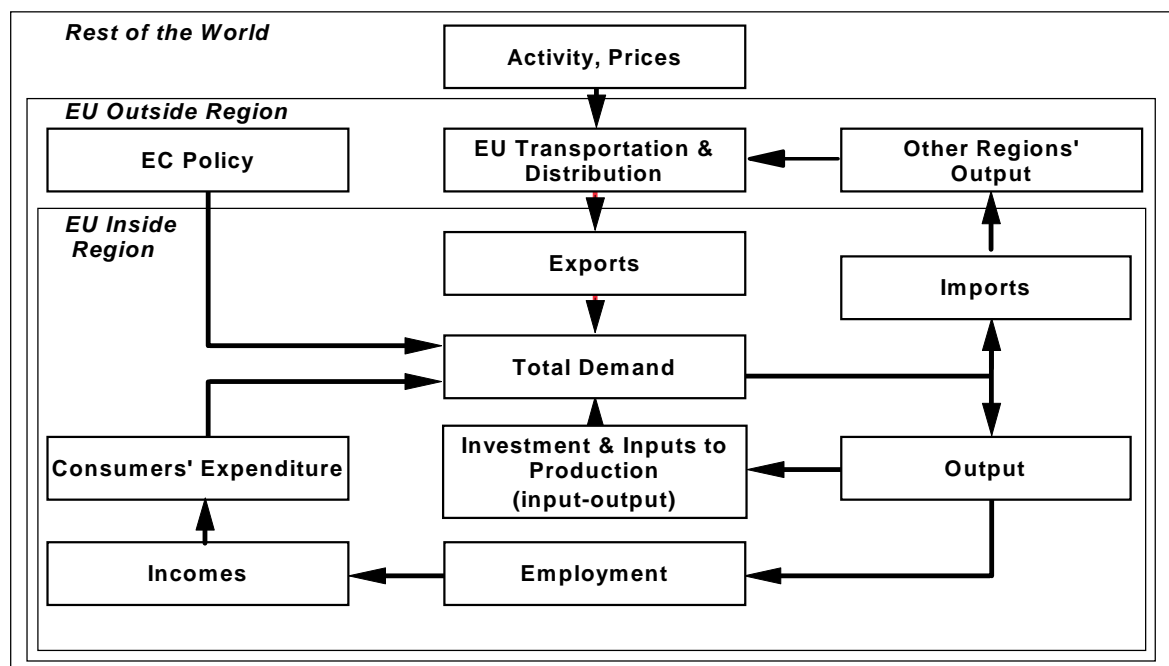 Rest of the World
Activity, Prices
EU Outside Region
EC Policy
EU Transportation &
Distribution
Other Regions'
Output
EU Inside
Region
Exports
Imports
Total Demand
Consumers' Expenditure
Investment & Inputs to
Production
(input-output)
Output
Incomes
Employment